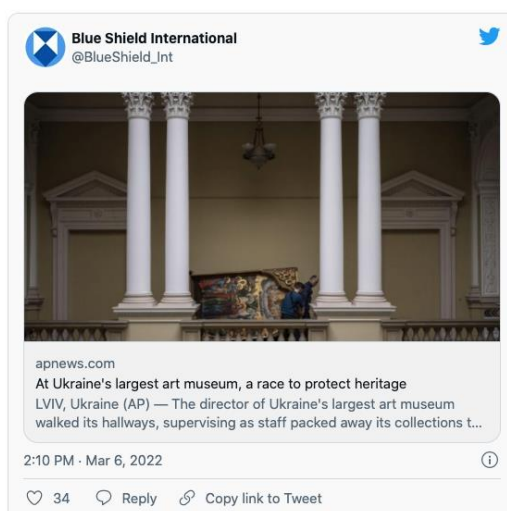 Blue Shield International
@BlueShield_Int
apnews.com
At Ukraine's largest art museum, a race to protect heritage
LVIV, Ukraine (AP) — The director of Ukraine's largest art museum
walked its hallways, supervising as staff packed away its collections t...
2:10 PM · Mar 6, 2022
34 Reply Copy link to Tweet